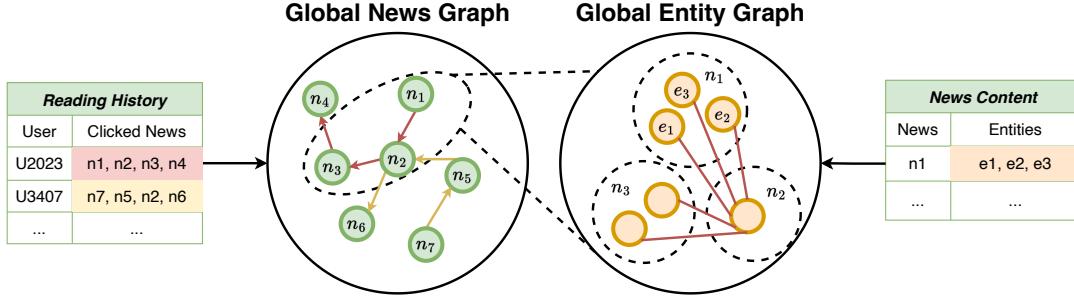 Global News Graph
Global Entity Graph
Reading History
User Clicked News
U2023 n1, n2, n3, n4
U3407 n7, n5, n2, n6
... ...
n₄
n₁
n₃
n₂
n₅
n₆
n₇
n₁
e₃
e₂
e₁
n₃
n₂
News Content
News Entities
n1 e1, e2, e3
... ...